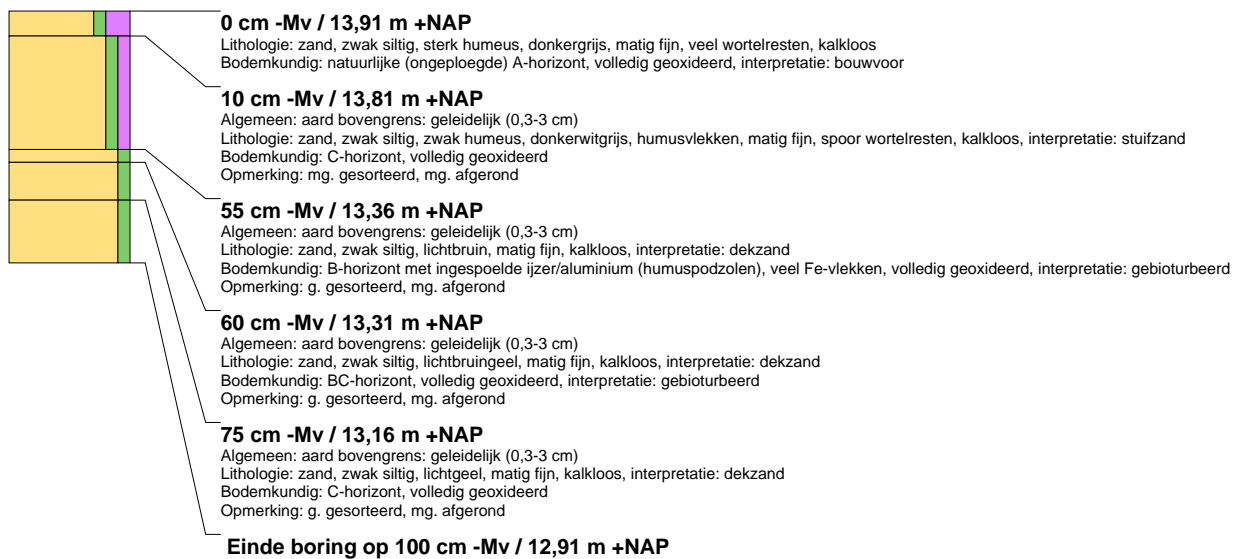 0 cm -Mv / 13,91 m +NAP
Lithologie: zand, zwak siltig, sterk humeus, donkergrijs, matig fijn, veel wortelresten, kalkloos
Bodemkundig: natuurlijke (ongeploegde) A-horizont, volledig geoxideerd, interpretatie: bouwvoor
10 cm -Mv / 13,81 m +NAP
Algemeen: aard bovengrens: geleidelijk (0,3-3 cm)
Lithologie: zand, zwak siltig, zwak humeus, donkerwitgrijs, humusvlekken, matig fijn, spoor wortelresten, kalkloos, interpretatie: stuifzand
Bodemkundig: C-horizont, volledig geoxideerd
Opmerking: mg. gesorteerd, mg. afgerond
55 cm -Mv / 13,36 m +NAP
Algemeen: aard bovengrens: geleidelijk (0,3-3 cm)
Lithologie: zand, zwak siltig, lichtbruin, matig fijn, kalkloos, interpretatie: dekzand
Bodemkundig: B-horizont met ingespoelde ijzer/aluminium (humuspodzolen), veel Fe-vlekken, volledig geoxideerd, interpretatie: gebioturbeerd
Opmerking: g. gesorteerd, mg. afgerond
60 cm -Mv / 13,31 m +NAP
Algemeen: aard bovengrens: geleidelijk (0,3-3 cm)
Lithologie: zand, zwak siltig, lichtbruingeel, matig fijn, kalkloos, interpretatie: dekzand
Bodemkundig: BC-horizont, volledig geoxideerd, interpretatie: gebioturbeerd
Opmerking: g. gesorteerd, mg. afgerond
75 cm -Mv / 13,16 m +NAP
Algemeen: aard bovengrens: geleidelijk (0,3-3 cm)
Lithologie: zand, zwak siltig, lichtgeel, matig fijn, kalkloos, interpretatie: dekzand
Bodemkundig: C-horizont, volledig geoxideerd
Opmerking: g. gesorteerd, mg. afgerond
Einde boring op 100 cm -Mv / 12,91 m +NAP